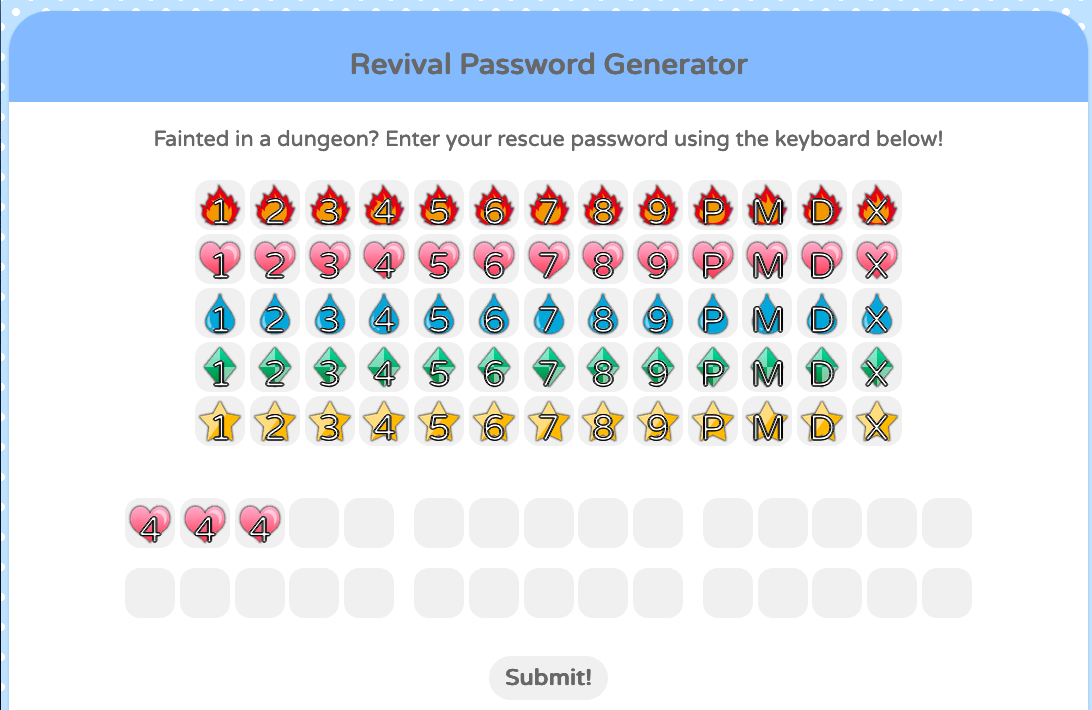 Revival Password Generator
Fainted in a dungeon? Enter your rescue password using the keyboard below!
1 2 3 4 5 6 7 8 9 P M D X
1 2 3 4 5 6 7 8 9 P M D X
1 2 3 4 5 6 7 8 9 P M D X
1 2 3 4 5 6 7 8 9 P M D X
1 2 3 4 5 6 7 8 9 P M D X
4 4 4
Submit!